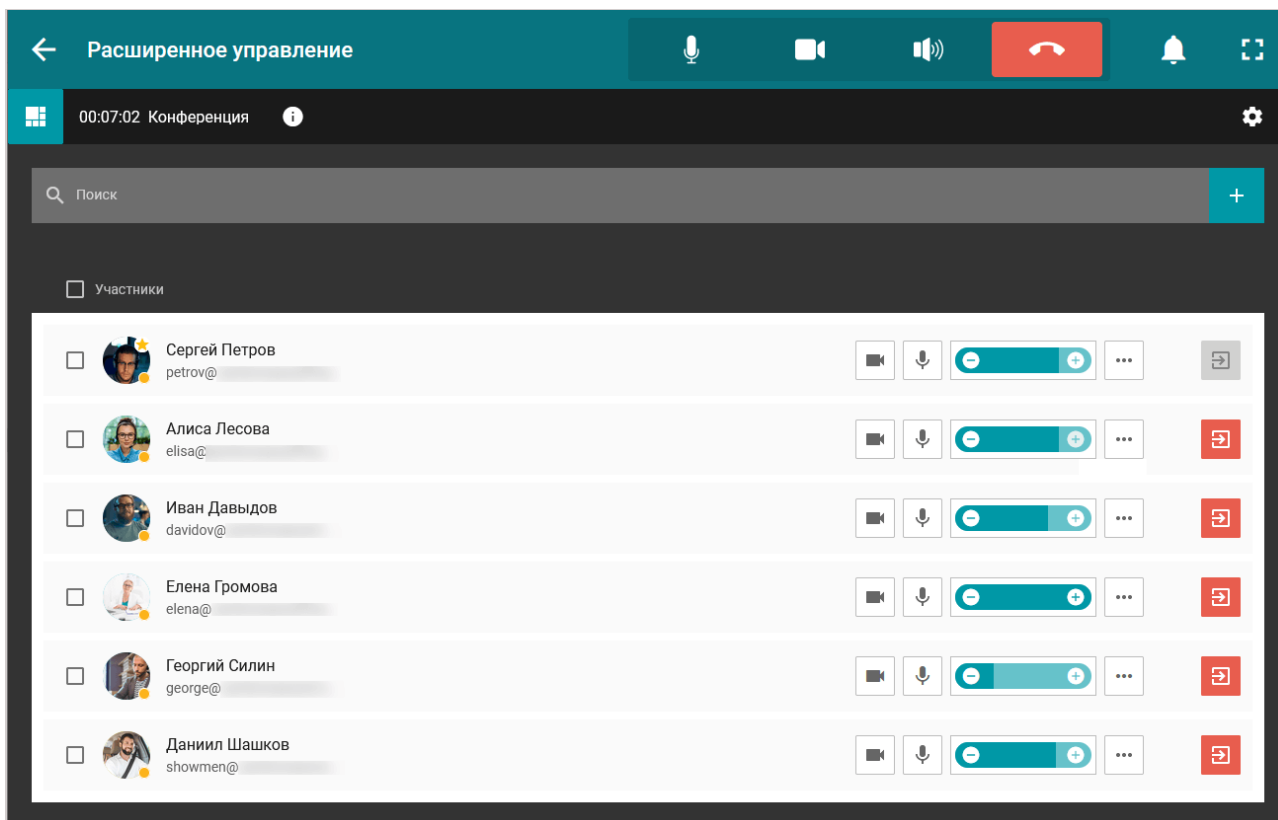 Расширенное управление
00:07:02 Конференция
Поиск
Участники
Сергей Петров
petrov@
Алиса Лесова
elisa@
Иван Давыдов
davidov@
Елена Громова
elena@
Георгий Силин
george@
Даниил Шашков
showmen@